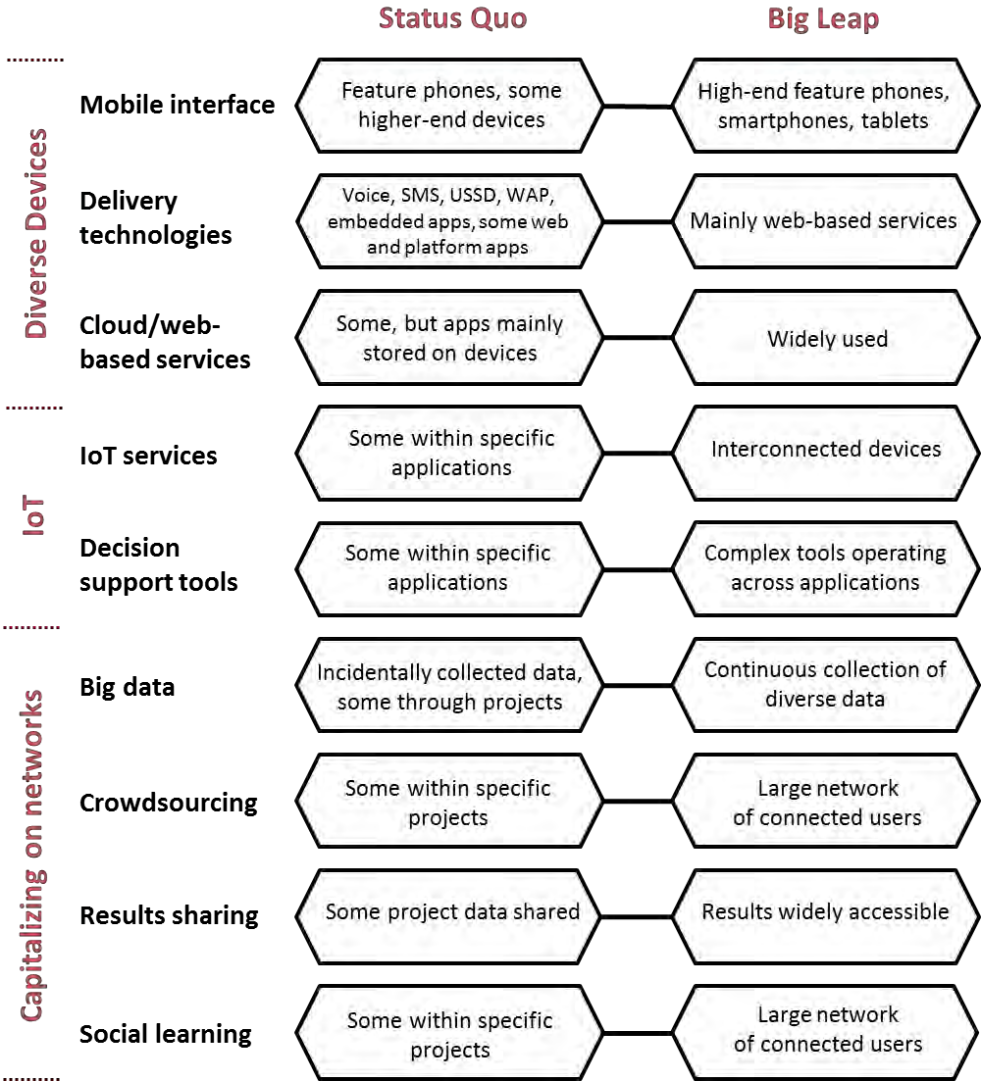 Status Quo
Big Leap
Diverse Devices
Mobile interface
Feature phones, some
higher-end devices
High-end feature phones,
smartphones, tablets
Delivery
technologies
Voice, SMS, USSD, WAP,
embedded apps, some web
and platform apps
Mainly web-based services
Cloud/web-
based services
Some, but apps mainly
stored on devices
Widely used
IoT
IoT services
Some within specific
applications
Interconnected devices
Decision
support tools
Some within specific
applications
Complex tools operating
across applications
Capitalizing on networks
Big data
Incidentally collected data,
some through projects
Continuous collection of
diverse data
Crowdsourcing
Some within specific
projects
Large network
of connected users
Results sharing
Some project data shared
Results widely accessible
Social learning
Some within specific
projects
Large network
of connected users